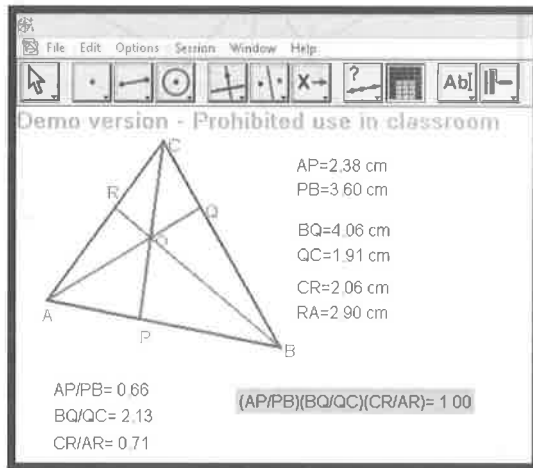 File Edit Options Session Window Help
? X→ AbI
Demo version - Prohibited use in classroom
C
R
Q
O
A
P
B
AP=2.38 cm
PB=3.60 cm
BQ=4.06 cm
QC=1.91 cm
CR=2.06 cm
RA=2.90 cm
AP/PB= 0.66
BQ/QC= 2.13
CR/AR= 0.71
(AP/PB)(BQ/QC)(CR/AR)= 1.00